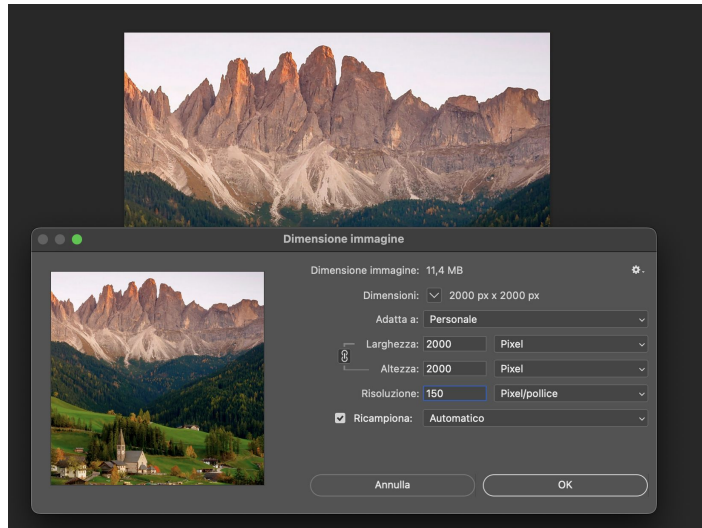 Dimensione immagine
Dimensione immagine: 11,4 MB
Dimensioni: 2000 px x 2000 px
Adatta a: Personale
Larghezza: 2000 Pixel
Altezza: 2000 Pixel
Risoluzione: 150 Pixel/pollice
Ricampiona: Automatico
Annulla OK